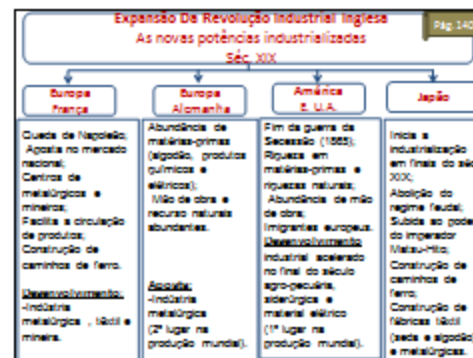 Expansão Da Revolução Industrial Inglesa
Pág. 140
As novas potências industrializadas
Séc. XIX
Europa
França
Europa
Alemanha
América
E. U.A.
Japão
Queda de Napoleão;
Aposta no mercado
nacional;
Centros de
metalúrgicos e
mineiros;
Facilita a circulação
de produtos;
Construção de
caminhos de ferro.
Desenvolvimento:
-Indústria
metalúrgica , têxtil e
mineira.
Abundância de
matérias-primas
(algodão, produtos
químicos e
elétricos);
Mão de obra e
recurso naturais
abundantes.
Aposta:
-Indústria
metalúrgica
(2º lugar na
produção mundial).
Fim da guerra da
Secessão (1865);
Riqueza em
matérias-primas e
riquezas naturais;
Abundância de mão
de obra;
Imigrantes europeus.
Desenvolvimento
industrial acelerado
no final do século
agro-pecuária,
siderúrgica e
material elétrico
(1º lugar na
produção mundial).
Inicia a
industrialização
em finais do séc
XIX;
Abolição do
regime feudal;
Subida ao poder
do imperador
Matsu-Hito;
Construção de
caminhos de
ferro;
Construção de
fábricas têxtil
(seda e algodão)
e metalúrgicas.